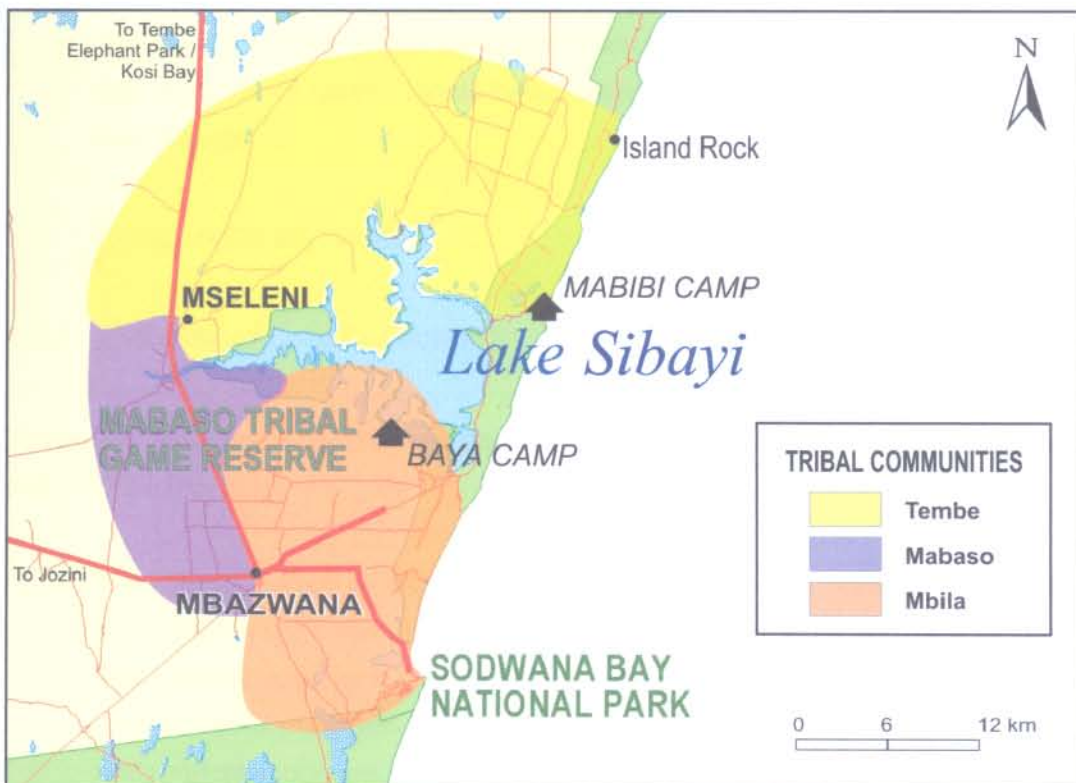 To Tembe
Elephant Park /
Kosi Bay
N
Island Rock
MSELENI
MABIBI CAMP
Lake Sibayi
MABASO TRIBAL
GAME RESERVE
BAYA CAMP
TRIBAL COMMUNITIES
Tembe
Mabaso
Mbila
To Jozini
MBAZWANA
SODWANA BAY
NATIONAL PARK
0 6 12 km